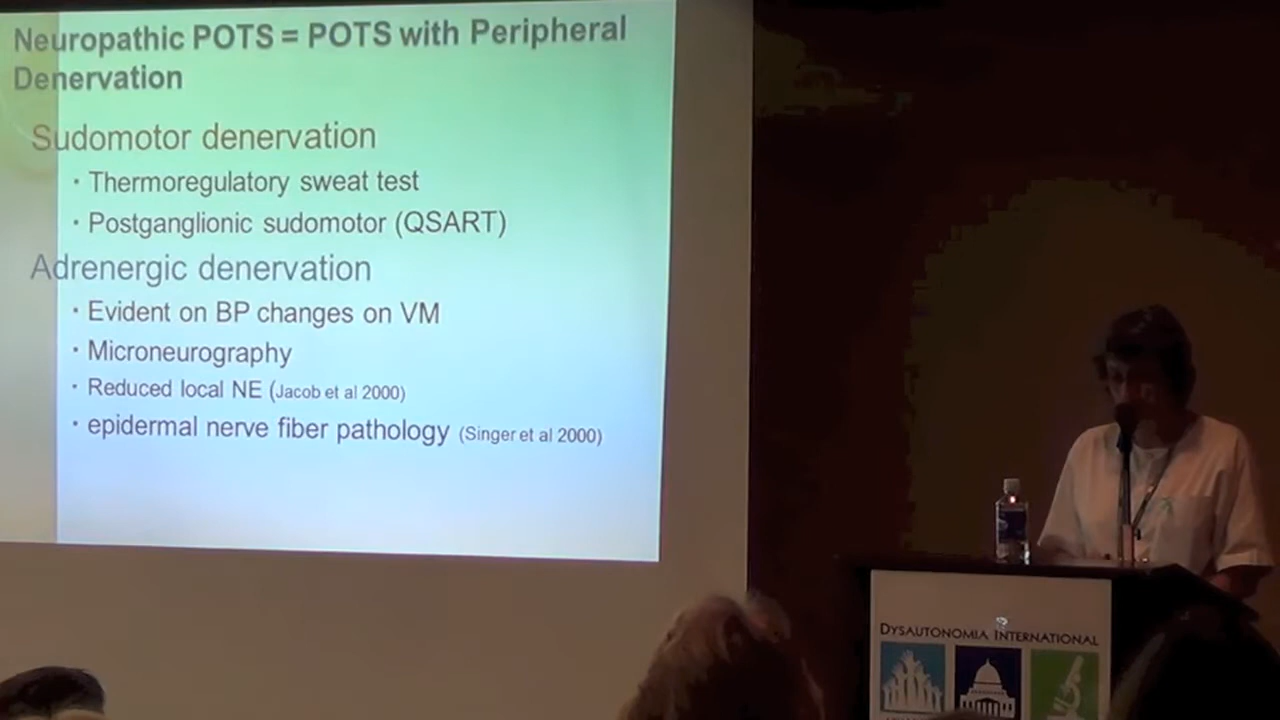 Neuropathic POTS = POTS with Peripheral
Denervation
Sudomotor denervation
· Thermoregulatory sweat test
· Postganglionic sudomotor (QSART)
Adrenergic denervation
· Evident on BP changes on VM
· Microneurography
· Reduced local NE (Jacob et al 2000)
· epidermal nerve fiber pathology (Singer et al 2000)
DYSAUTONOMIA INTERNATIONAL